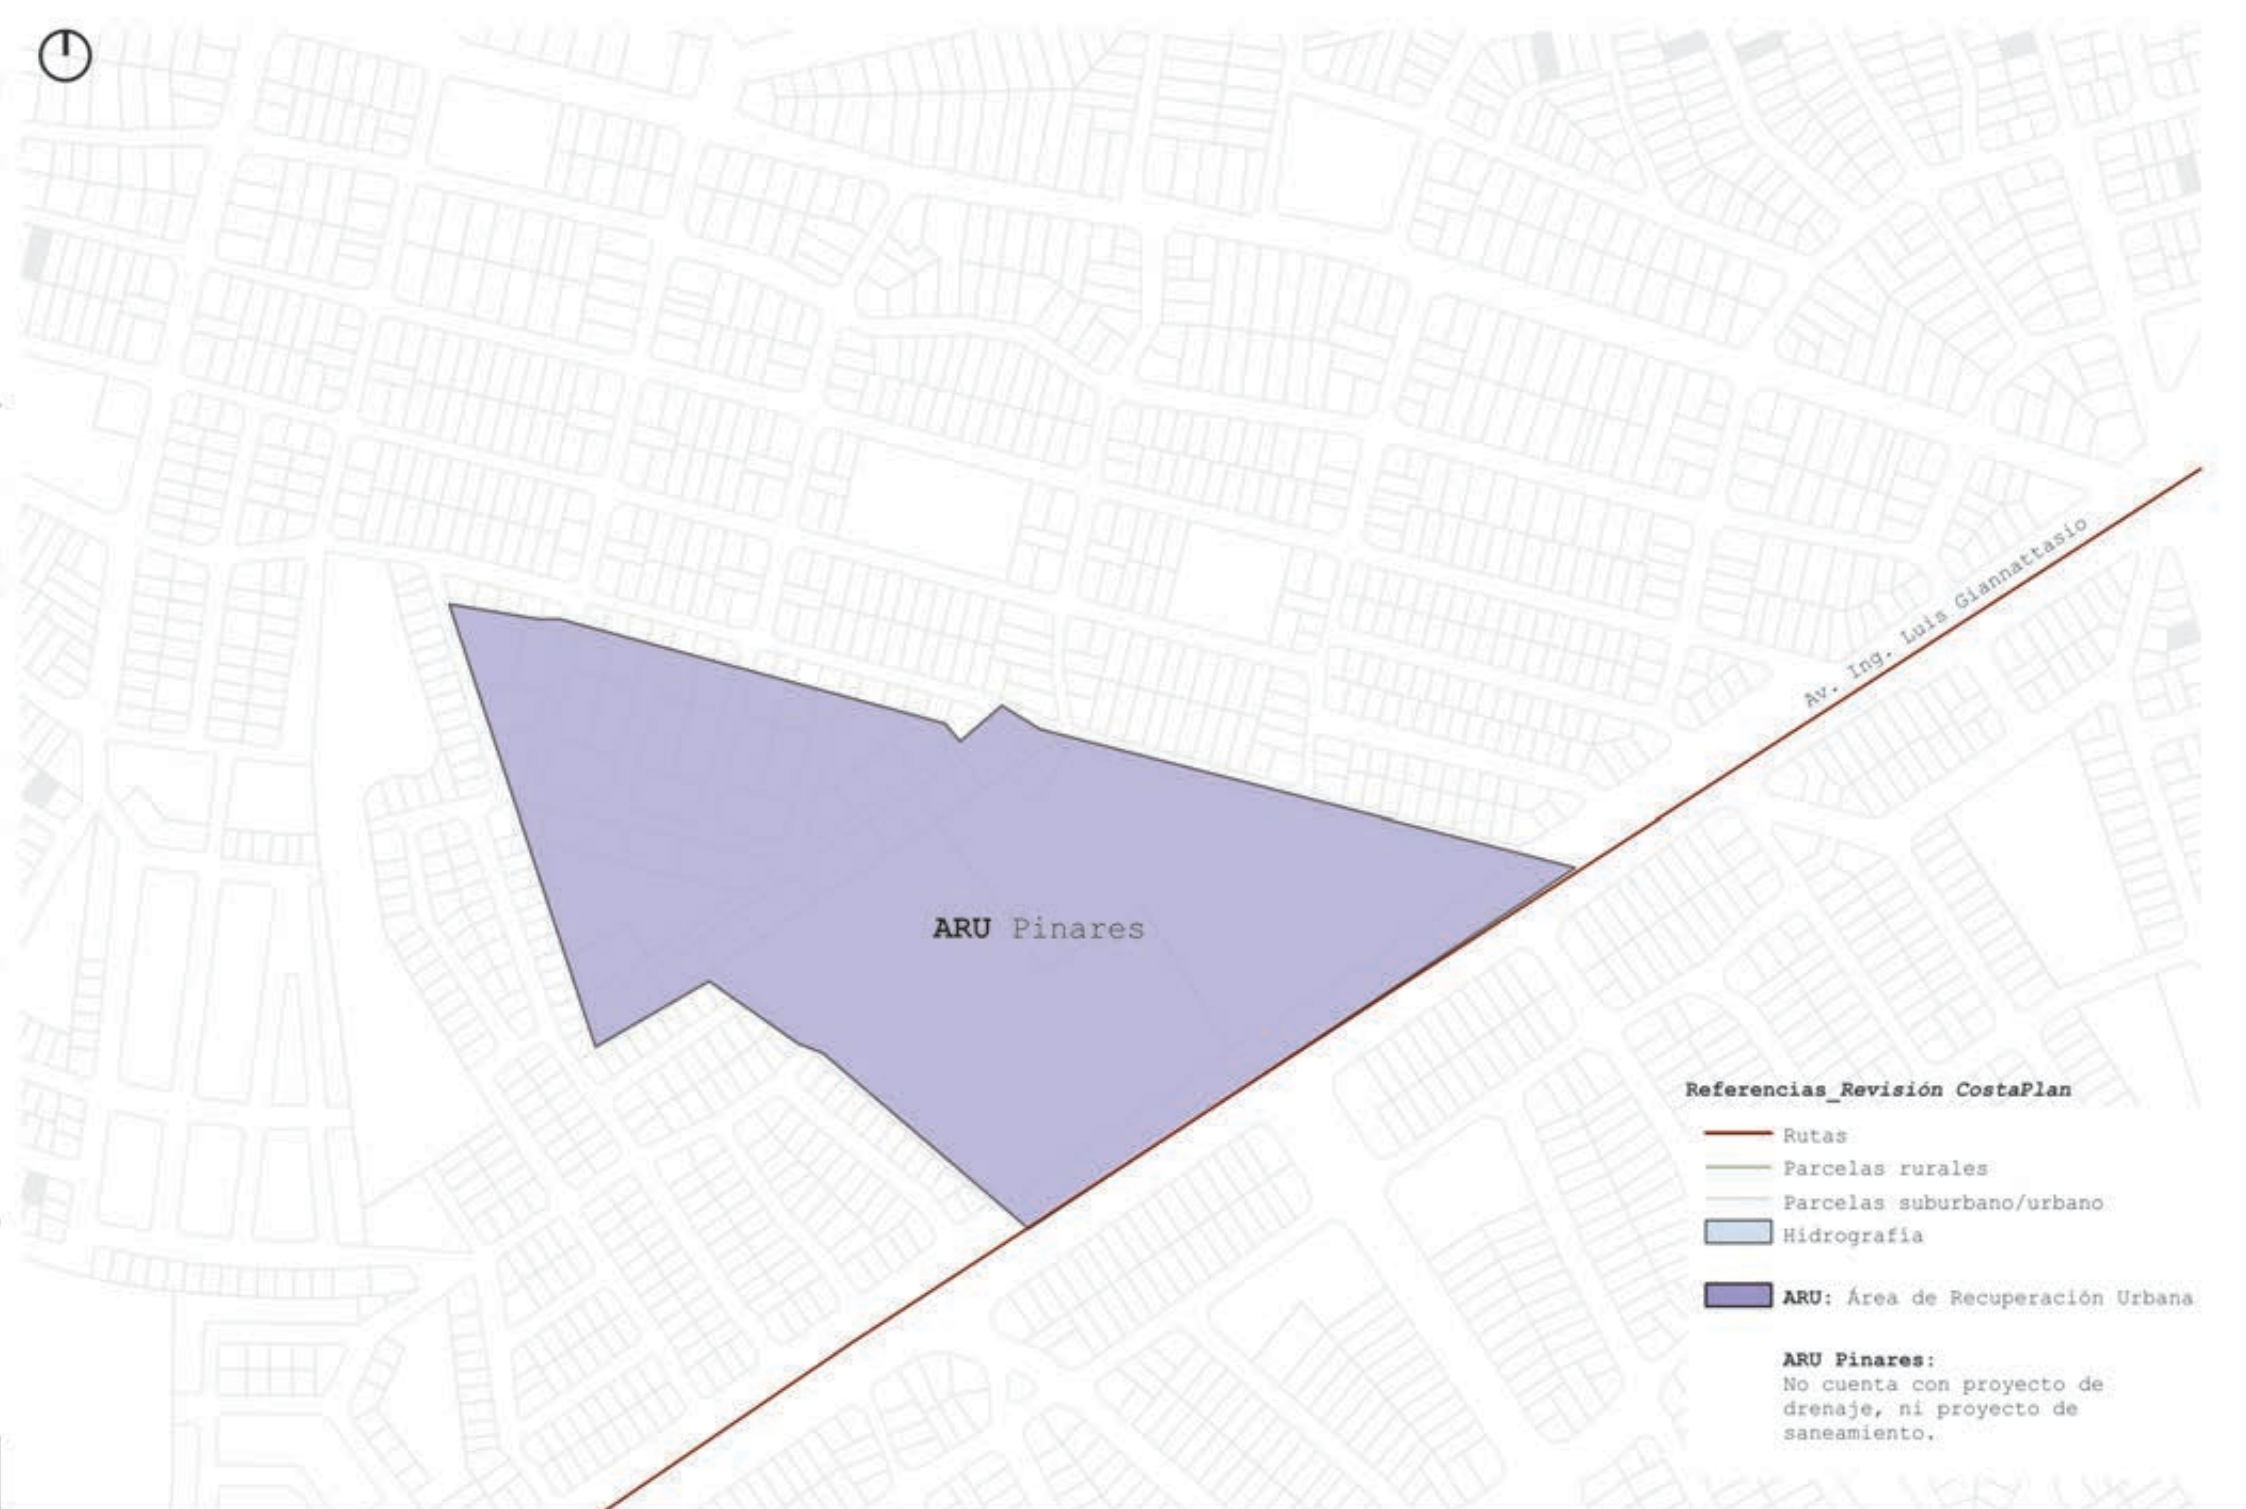 Av. Ing. Luis Giannattasio
ARU Pinares
Referencias_Revisión CostaPlan
Rutas
Parcelas rurales
Parcelas suburbano/urbano
Hidrografía
ARU: Área de Recuperación Urbana
ARU Pinares:
No cuenta con proyecto de
drenaje, ni proyecto de
saneamiento.